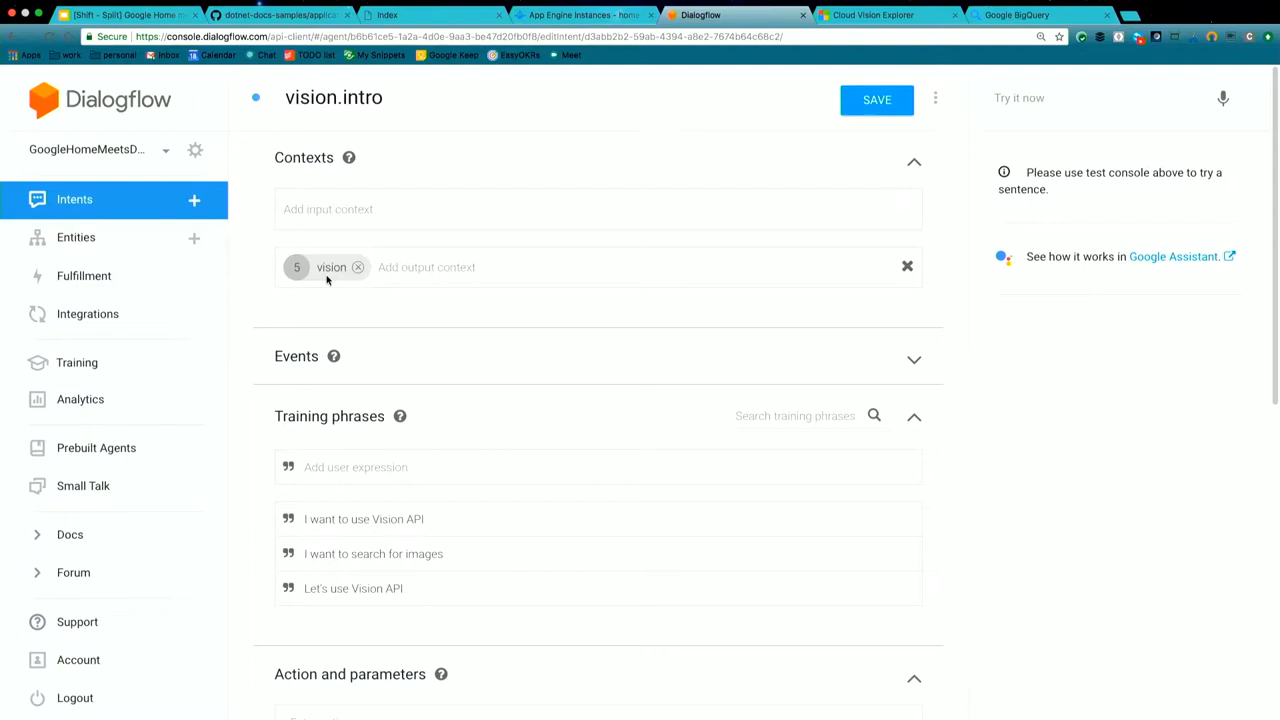 [Shift - Split] Google Home m
dotnet-docs-samples/applicat
Index
App Engine Instances - home
Dialogflow
Cloud Vision Explorer
Google BigQuery
Secure
https://console.dialogflow.com/api-client/#/agent/b6b61ce5-1a2a-4d0e-9aa3-be47d20fb0f8/editIntent/d3abb2b2-59ab-4394-a8e2-7674b64c68c2/
Apps
work
personal
Inbox
Calendar
Chat
TODO list
My Snippets
Google Keep
EasyOKRs
Meet
Dialogflow
vision.intro
SAVE
Try it now
GoogleHomeMeetsD...
Contexts
Please use test console above to try a
sentence.
Intents
Add input context
Entities
See how it works in Google Assistant.
5 vision Add output context
Fulfillment
Integrations
Events
Training
Analytics
Training phrases
Search training phrases
Prebuilt Agents
Add user expression
Small Talk
I want to use Vision API
Docs
I want to search for images
Forum
Let's use Vision API
Support
Account
Action and parameters
Logout